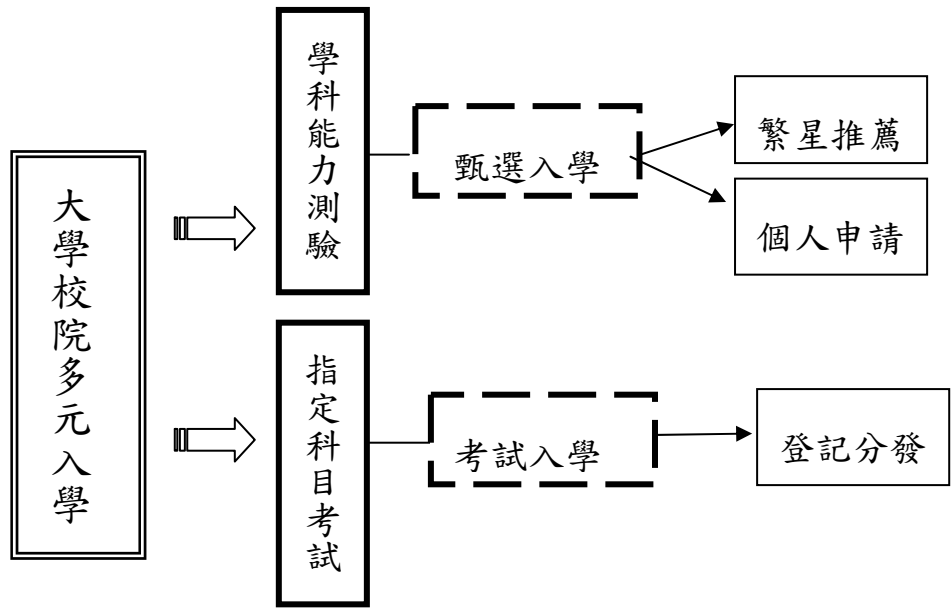 大學校院多元入學
學科能力測驗
甄選入學
繁星推薦
個人申請
指定科目考試
考試入學
登記分發